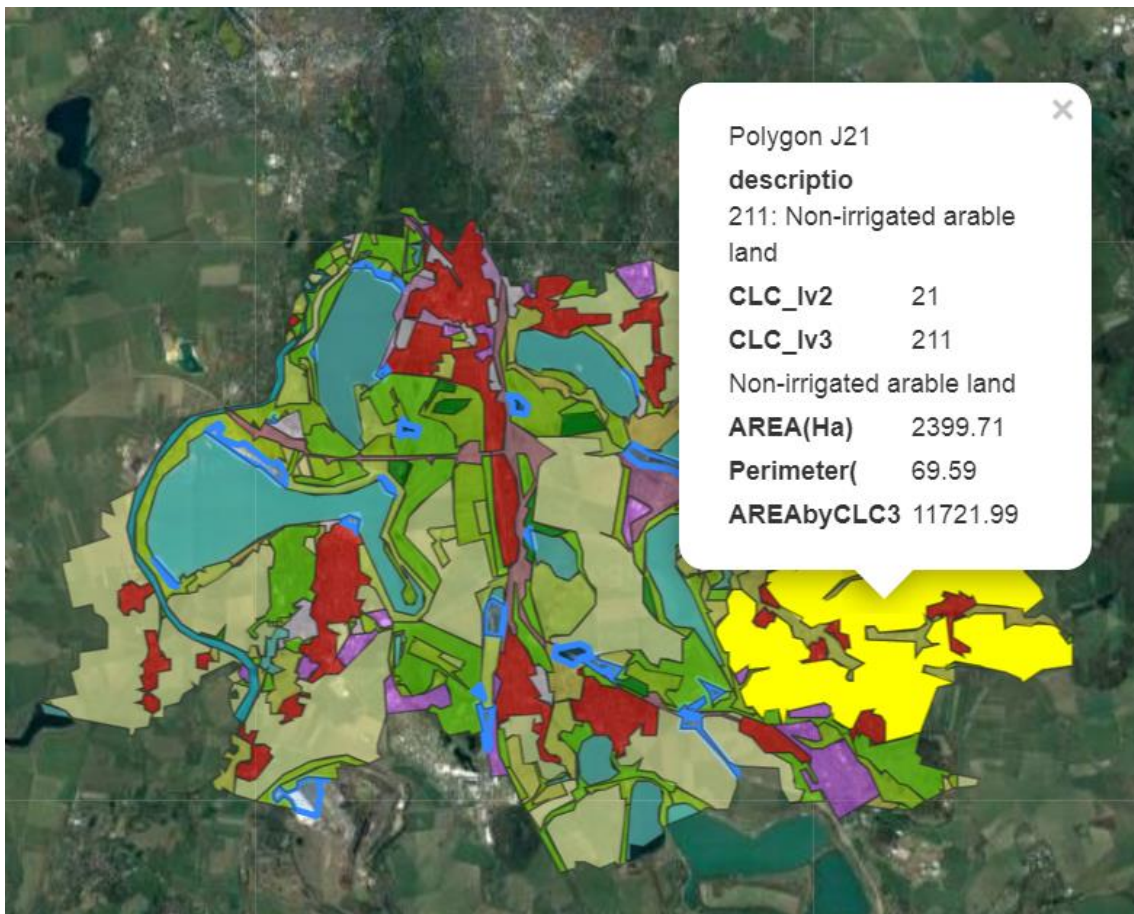 ×
Polygon J21
descriptio
211: Non-irrigated arable
land
CLC_lv2 21
CLC_lv3 211
Non-irrigated arable land
AREA(Ha) 2399.71
Perimeter( 69.59
AREAbyCLC3 11721.99